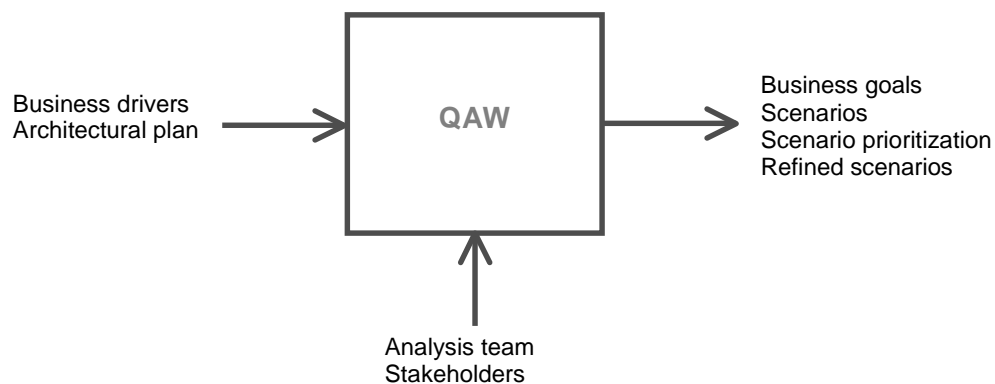 Business drivers
Architectural plan
QAW
Business goals
Scenarios
Scenario prioritization
Refined scenarios
Analysis team
Stakeholders